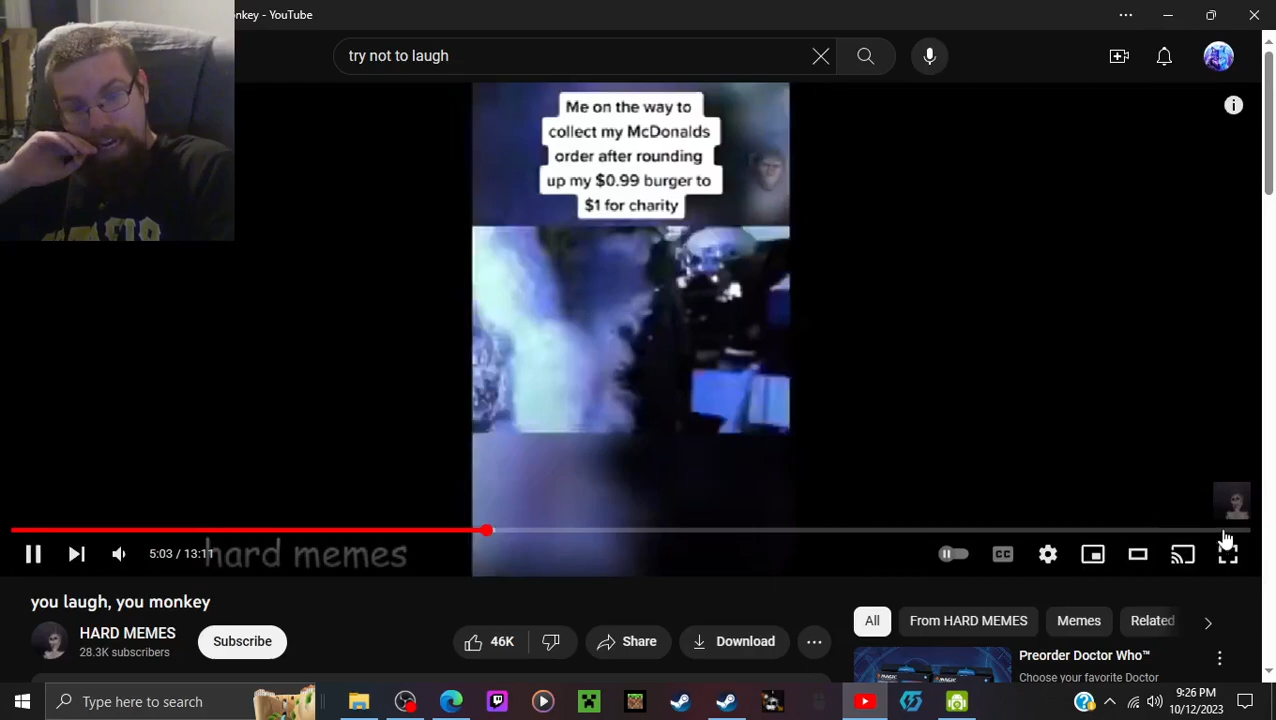 onkey - YouTube
try not to laugh
Me on the way to
collect my McDonalds
order after rounding
up my $0.99 burger to
$1 for charity
5:03 / 13:11
hard memes
CC
you laugh, you monkey
HARD MEMES
28.3K subscribers
Subscribe
46K
Share
Download
All
From HARD MEMES
Memes
Related
Preorder Doctor Who™
Choose your favorite Doctor
Type here to search
9:26 PM
10/12/2023